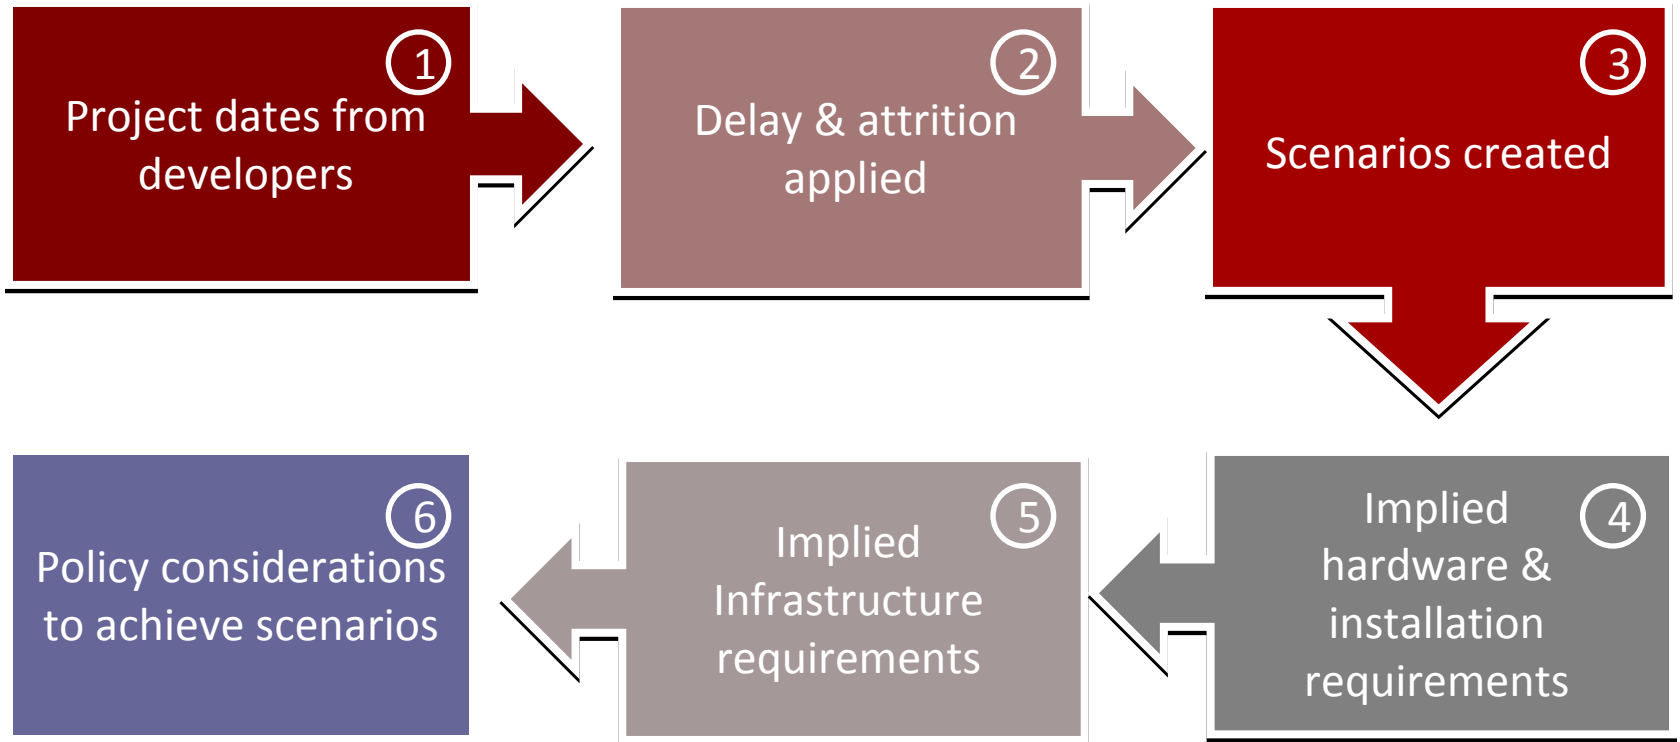 1
Project dates from
developers
2
Delay & attrition
applied
3
Scenarios created
4
Implied
hardware &
installation
requirements
5
Implied
Infrastructure
requirements
6
Policy considerations
to achieve scenarios